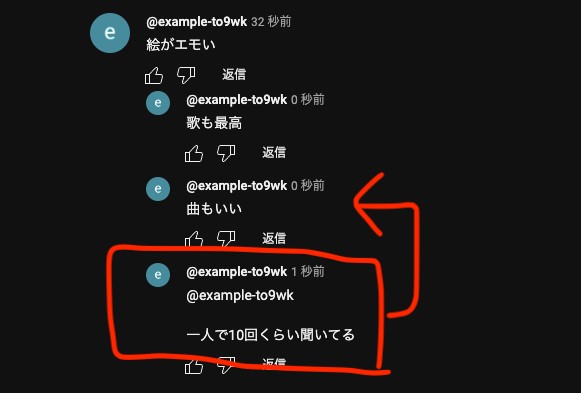 e
@example-to9wk 32 秒前
絵がエモい
返信
e
@example-to9wk 0 秒前
歌も最高
返信
e
@example-to9wk 0 秒前
曲もいい
返信
e
@example-to9wk 1 秒前
@example-to9wk
一人で10回くらい聞いてる
返信